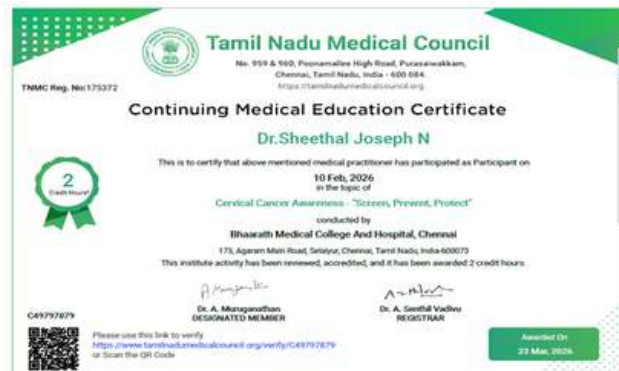 Tamil Nadu Medical Council
No. 959 & 960, Poonamallee High Road, Purasaiwakkam,
Chennai, Tamil Nadu, India - 600 084.
https://tamilnadumedicalcouncil.org
TNMC Reg. No:175372
Continuing Medical Education Certificate
Dr.Sheethal Joseph N
This is to certify that above mentioned medical practitioner has participated as Participant on
10 Feb, 2026
in the topic of
Cervical Cancer Awareness - "Screen, Prevent, Protect"
conducted by
Bhaarath Medical College And Hospital, Chennai
173, Agaram Main Road, Selaiyur, Chennai, Tamil Nadu, India-600073
This institute activity has been reviewed, accredited, and it has been awarded 2 credit hours.
2
Credit Hours*
Dr. A. Muruganathan
DESIGNATED MEMBER
Dr. A. Senthil Vadivu
REGISTRAR
C49797879
Please use this link to verify
https://www.tamilnadumedicalcouncil.org/verify/C49797879
or Scan the QR Code
Awarded On
23 Mar, 2026